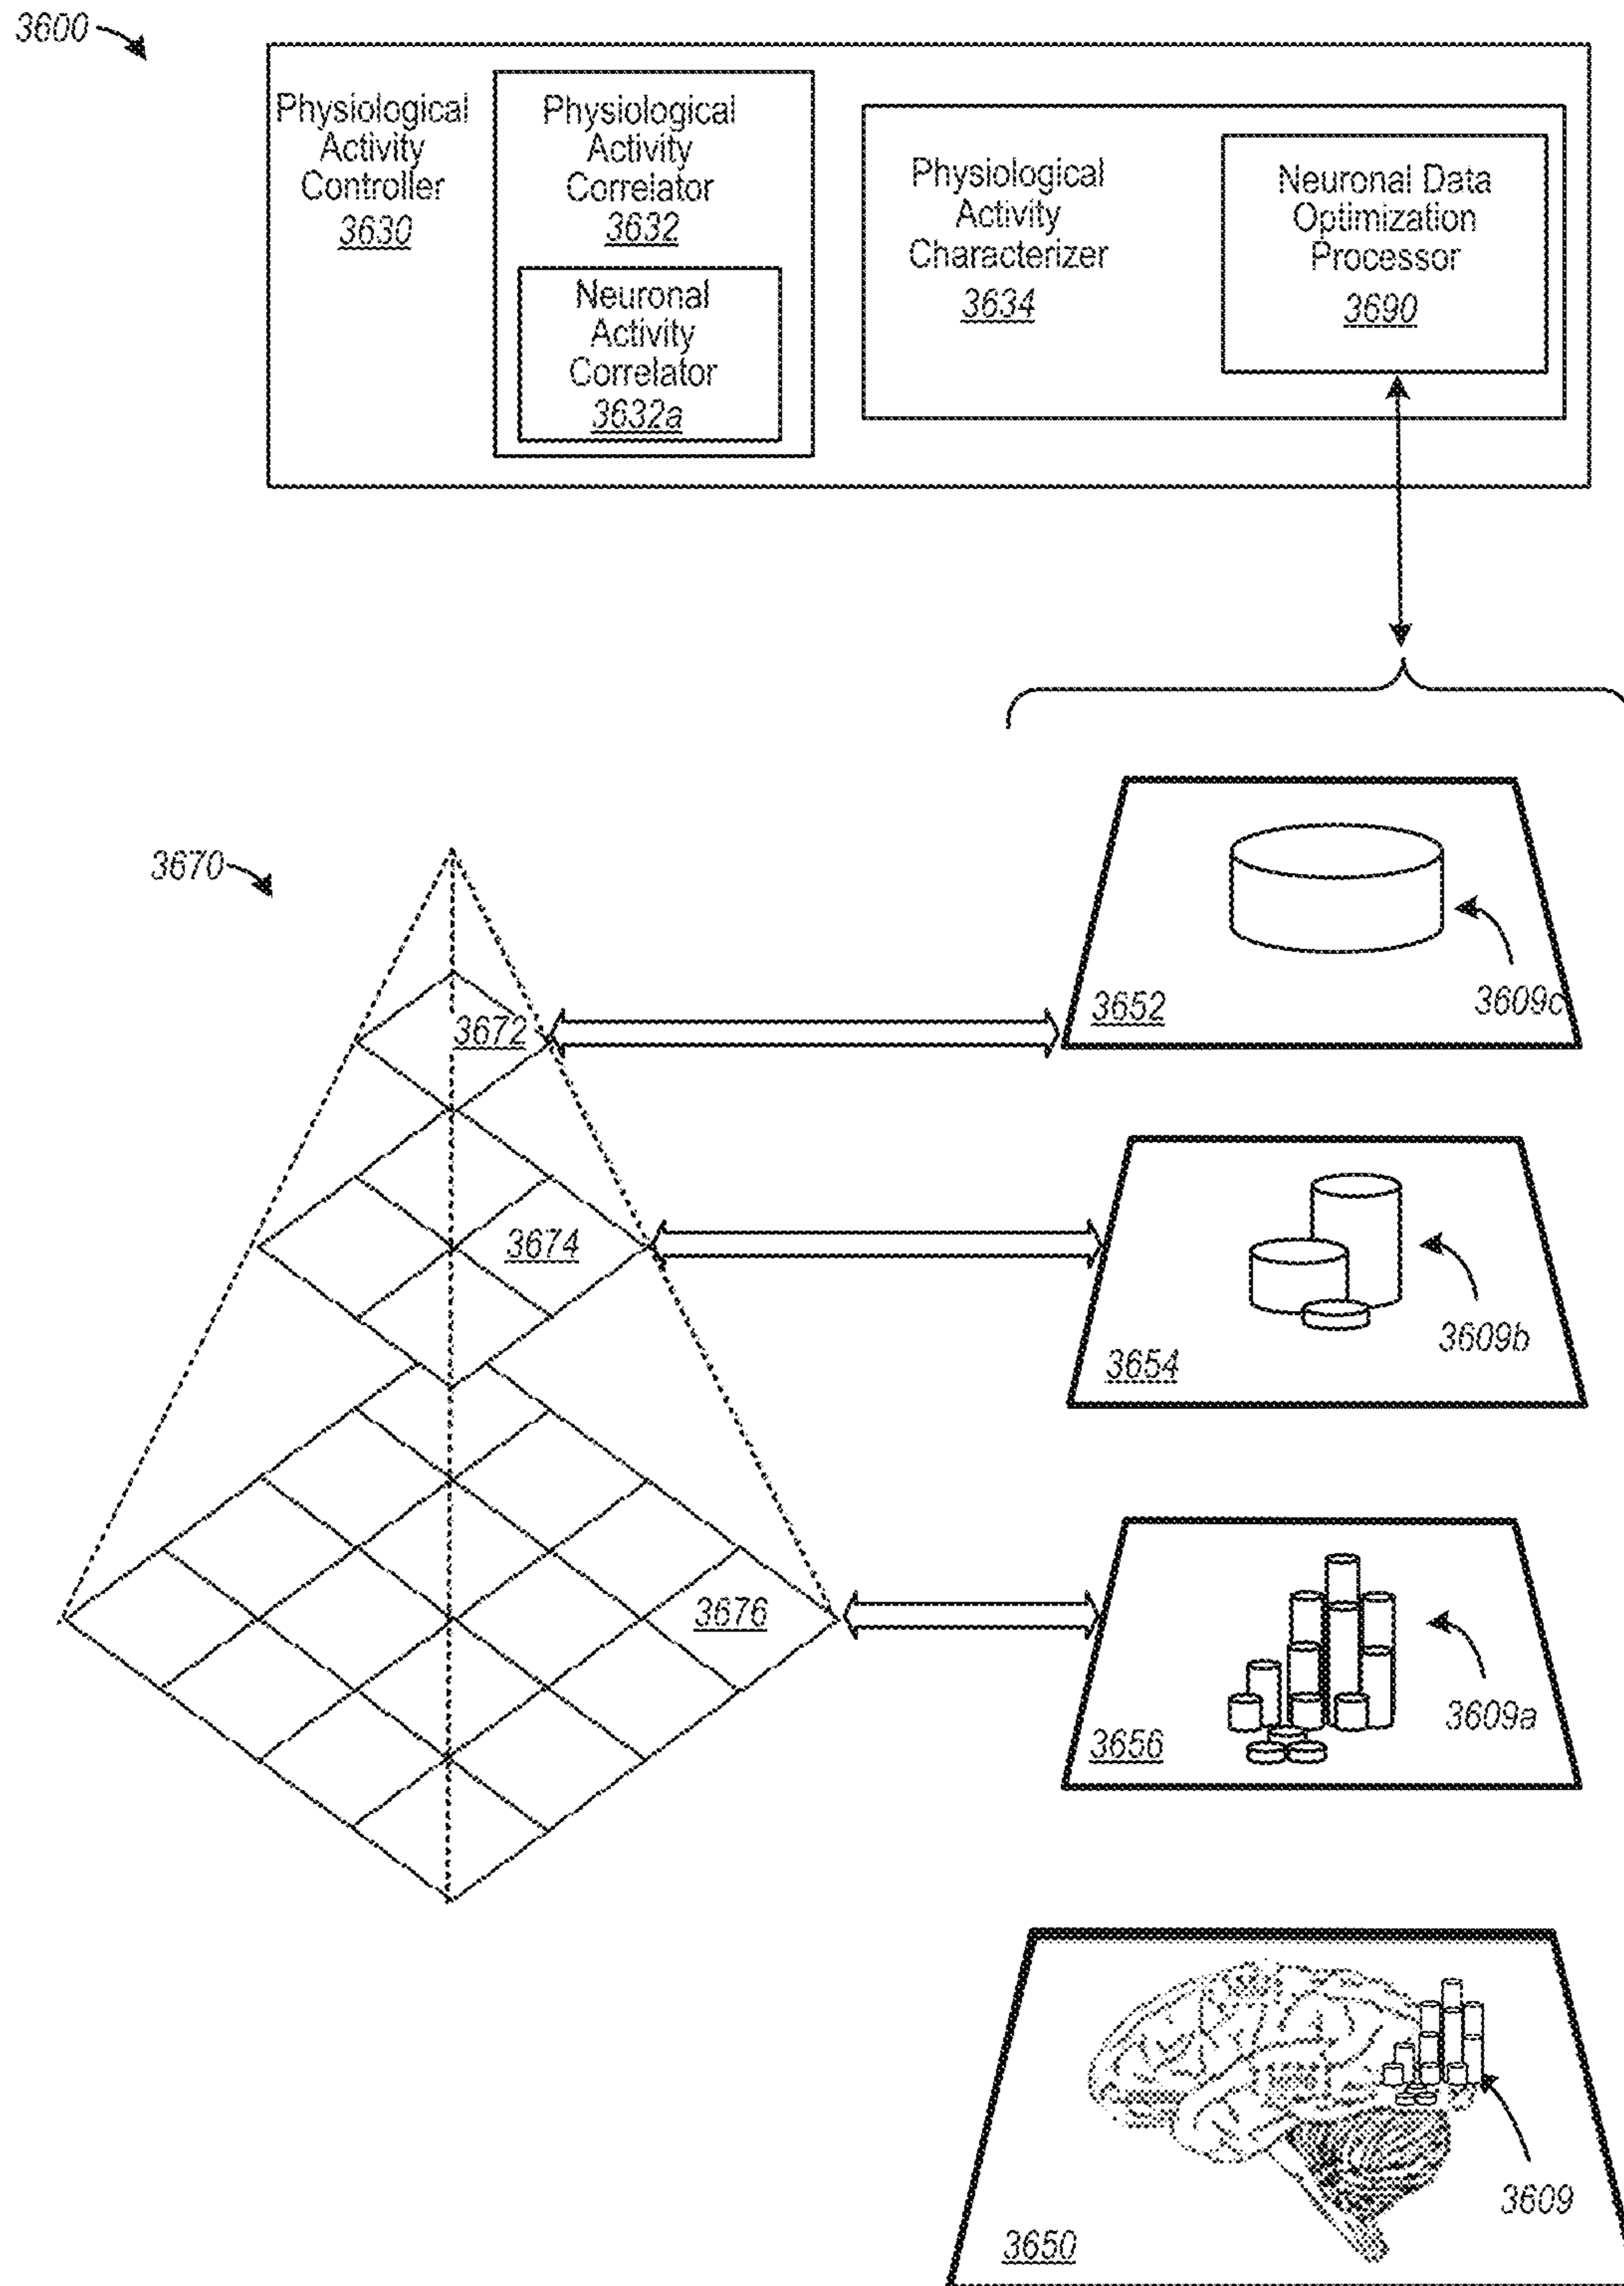 3600
Physiological
Activity
Controller
3630
Physiological
Activity
Correlator
3632
Neuronal
Activity
Correlator
3632a
Physiological
Activity
Characterizer
3634
Neuronal Data
Optimization
Processor
3690
3670
3672
3652
3609c
3674
3654
3609b
3676
3656
3609a
3650
3609